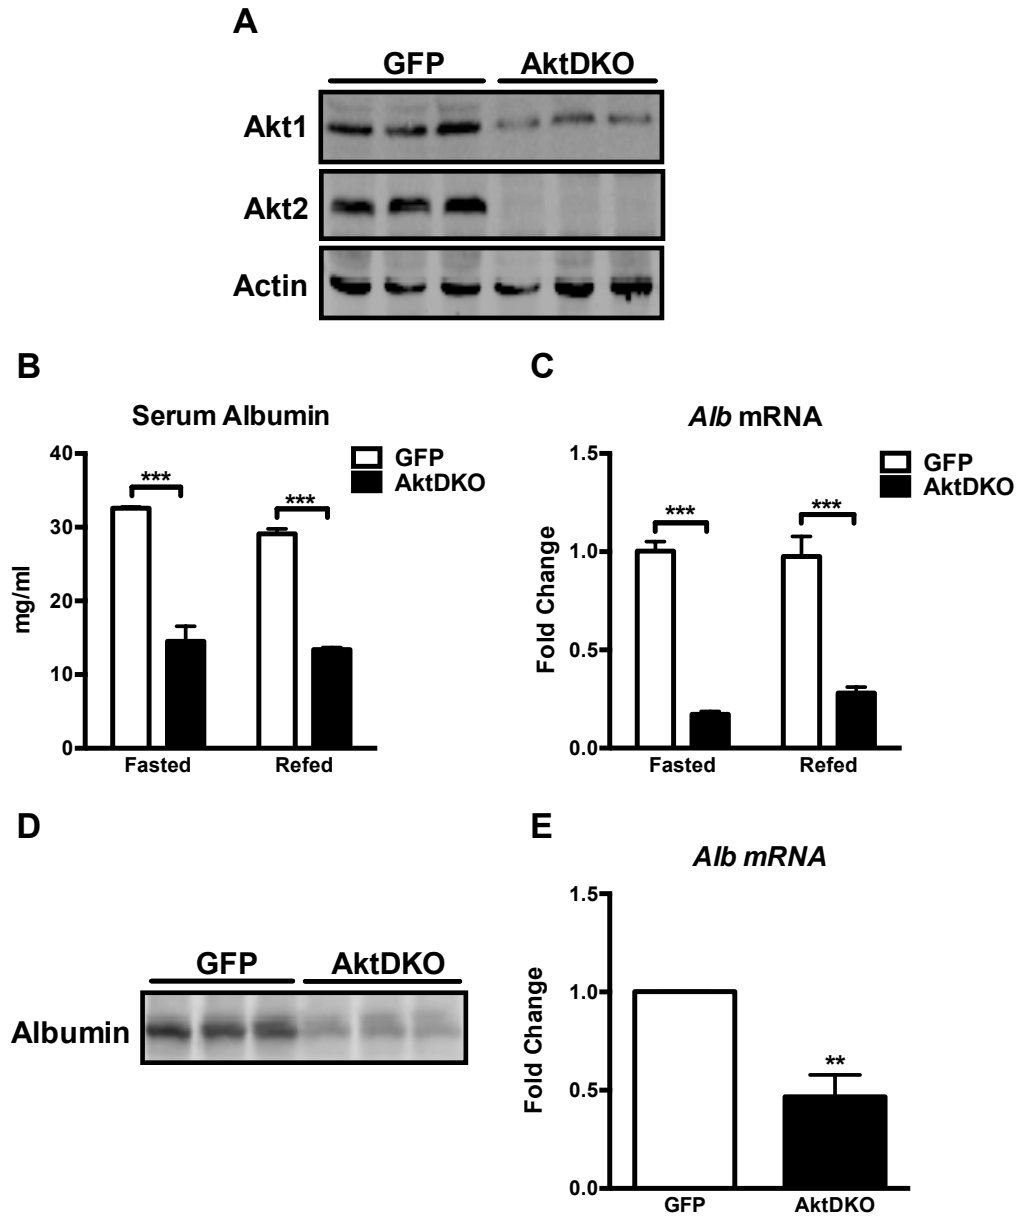 A
GFP AktDKO
Akt1
Akt2
Actin
B
Serum Albumin
GFP
AktDKO
mg/ml
40
30
20
10
0
***
***
Fasted Refed
C
Alb mRNA
GFP
AktDKO
Fold Change
1.5
1.0
0.5
0.0
***
***
Fasted Refed
D
GFP AktDKO
Albumin
E
Alb mRNA
Fold Change
1.5
1.0
0.5
0.0
**
GFP AktDKO